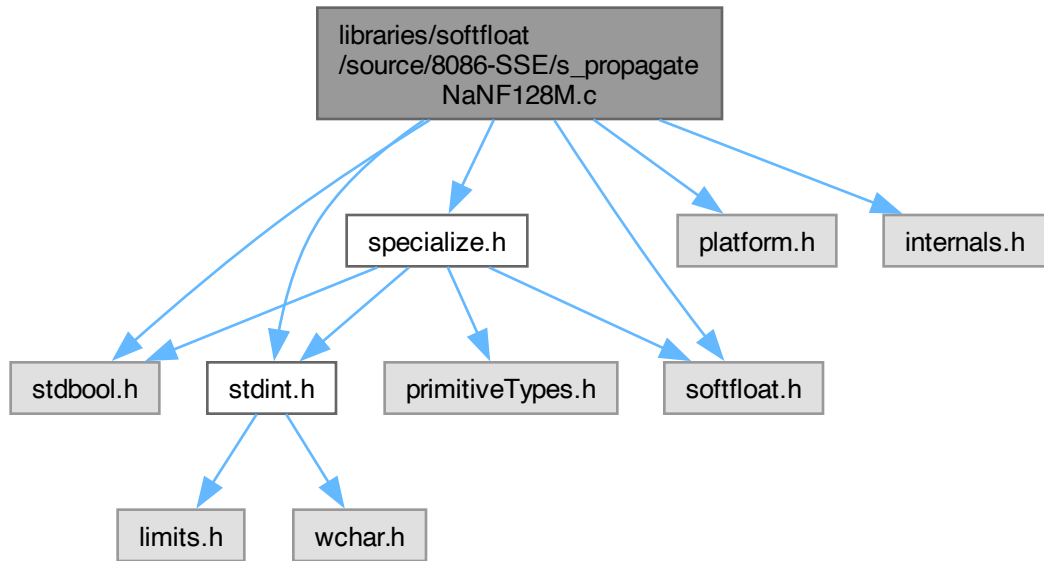 libraries/softfloat
/source/8086-SSE/s_propagate
NaNF128M.c
specialize.h
platform.h
internals.h
stdbool.h
stdint.h
primitiveTypes.h
softfloat.h
limits.h
wchar.h